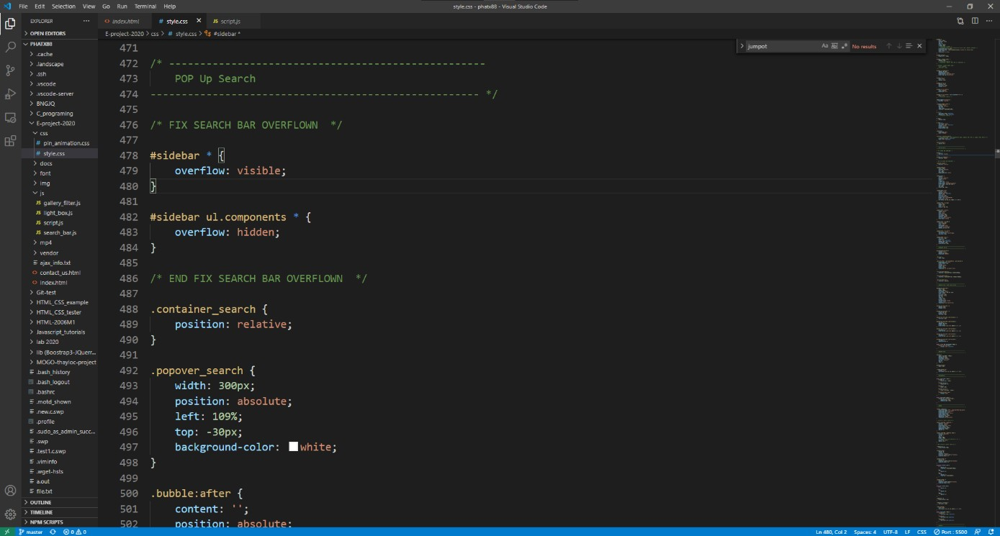 File Edit Selection View Go Run Terminal Help
style.css - phatx88 - Visual Studio Code
EXPLORER
OPEN EDITORS
PHATX88
.cache
.landscape
.ssh
.vscode
.vscode-server
BNGJQ
C_programing
E-project-2020
css
# pin_animation.css
# style.css
docs
font
img
js
JS gallery_filter.js
JS light_box.js
JS script.js
JS search_bar.js
mp4
vendor
ajax_info.txt
<> contact_us.html
<> index.html
Git-test
HTML_CSS_example
HTML_CSS_tester
HTML-2006M1
Javascript_tutorials
lab 2020
lib (Boostrap3-JQuerr...
MOGO-thayloc-project
.bash_history
.bash_logout
.bashrc
.motd_shown
.new.c.swp
.profile
.sudo_as_admin_succ...
.swp
.test1.c.swp
.viminfo
.wget-hsts
a.out
file.txt
OUTLINE
TIMELINE
NPM SCRIPTS
<> index.html # style.css JS script.js
E-project-2020 > css > # style.css > #sidebar *
jumpot Aa Ab| .* No results
471
472 /* ---------------------------------------------------
473     POP Up Search
474 ----------------------------------------------------- */
475
476 /* FIX SEARCH BAR OVERFLOWN  */
477
478 #sidebar * {
479     overflow: visible;
480 }
481
482 #sidebar ul.components * {
483     overflow: hidden;
484 }
485
486 /* END FIX SEARCH BAR OVERFLOWN  */
487
488 .container_search {
489     position: relative;
490 }
491
492 .popover_search {
493     width: 300px;
494     position: absolute;
495     left: 109%;
496     top: -30px;
497     background-color: white;
498 }
499
500 .bubble:after {
501     content: '';
502     position: absolute;
master 0 0 Ln 480, Col 2 Spaces: 4 UTF-8 LF CSS Port : 5500